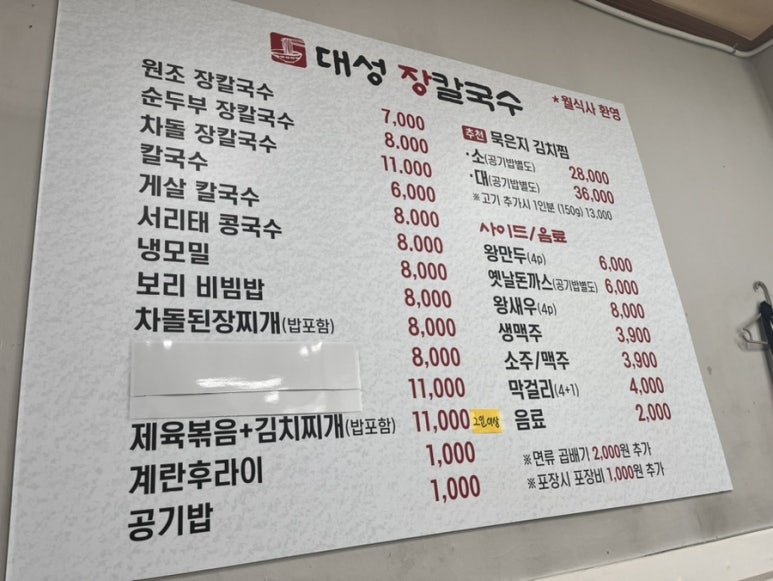 대성 장칼국수
*월식사 환영
원조 장칼국수 7,000
순두부 장칼국수 8.000
차돌 장칼국수 11.000
칼국수 6,000
게살 칼국수 8.000
서리태 콩국수 8.000
냉모밀 8,000
보리 비빔밥 8,000
차돌된장찌개(밥포함) 8,000
8,000
11,000
제육볶음+김치찌개(밥포함) 11,000 2인이상
계란후라이 1,000
공기밥 1,000
추천 묵은지 김치찜
·소(공기밥별도) 28,000
·대(공기밥별도) 36,000
※고기 추가시 1인분 (150g) 13,000
사이드/음료
왕만두(4p) 6,000
옛날돈까스(공기밥별도) 6,000
왕새우(4p) 8,000
생맥주 3,900
소주/맥주 3,900
막걸리(4+1) 4,000
음료 2,000
※면류 곱배기 2,000원 추가
※포장시 포장비 1,000원 추가